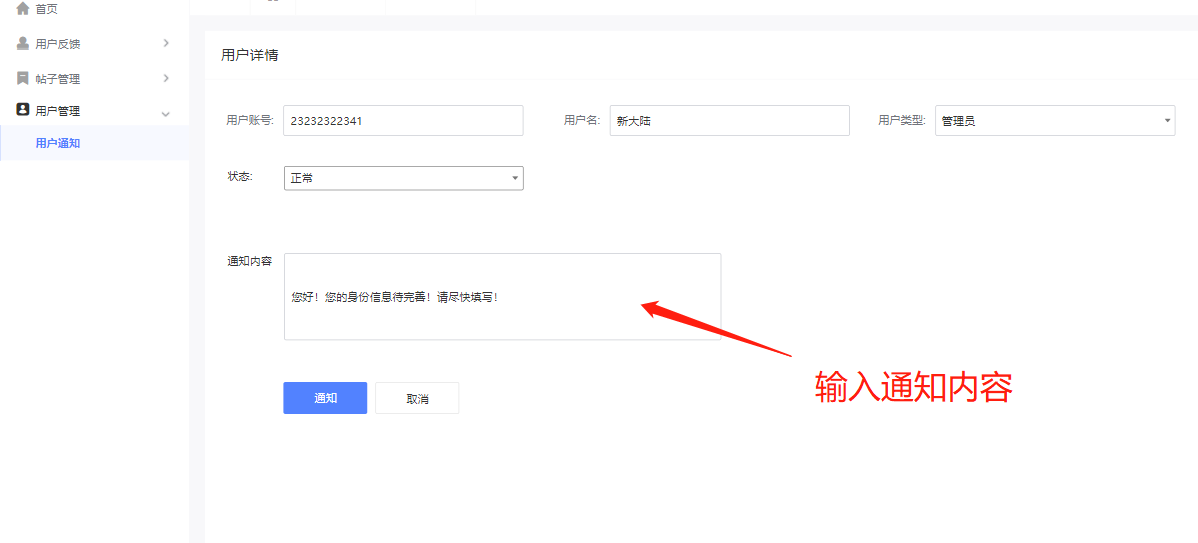 首页
用户反馈
帖子管理
用户管理
用户通知
用户详情
用户账号: 23232322341 用户名: 新大陆 用户类型: 管理员
状态: 正常
通知内容
您好！您的身份信息待完善！请尽快填写！
输入通知内容
通知 取消